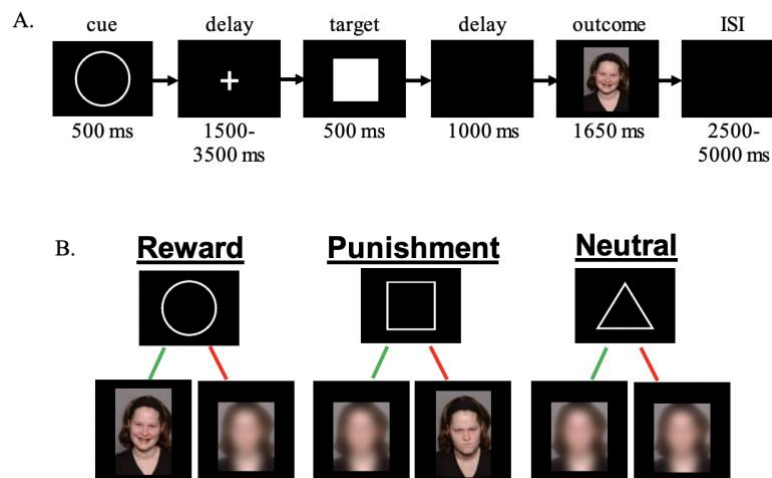 A.
cue delay target delay outcome ISI
500 ms 1500-3500 ms 500 ms 1000 ms 1650 ms 2500-5000 ms
B.
Reward Punishment Neutral